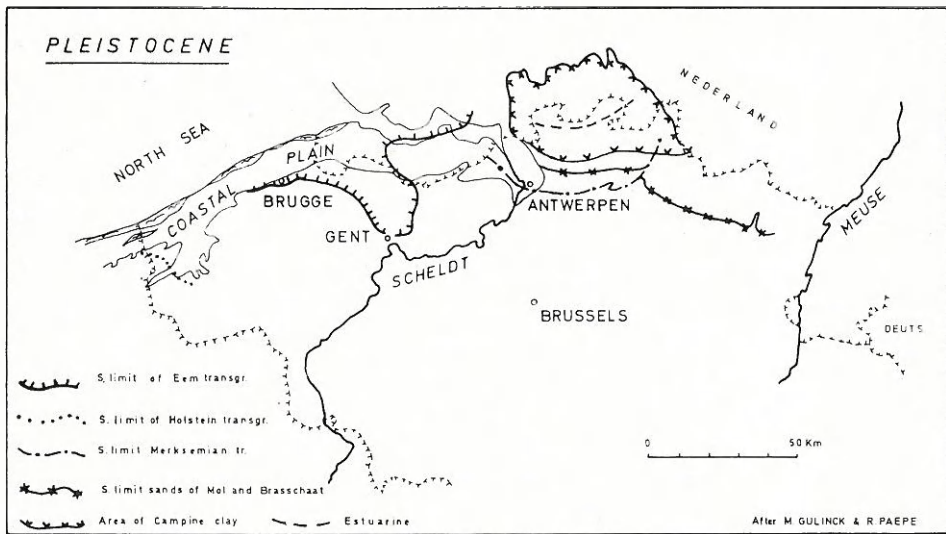 PLEISTOCENE
NEDERLAND
NORTH SEA
COASTAL PLAIN
BRUGGE
ANTWERPEN
MEUSE
GENT
SCHELDT
BRUSSELS
DEUTS
S. limit of Eem transgr.
S. limit of Holstein transgr.
S. limit Merksemian tr.
S. limit sands of Mol and Brasschaat
Area of Campine clay
Estuarine
0 50 Km
After M. GULINCK & R. PAEPE